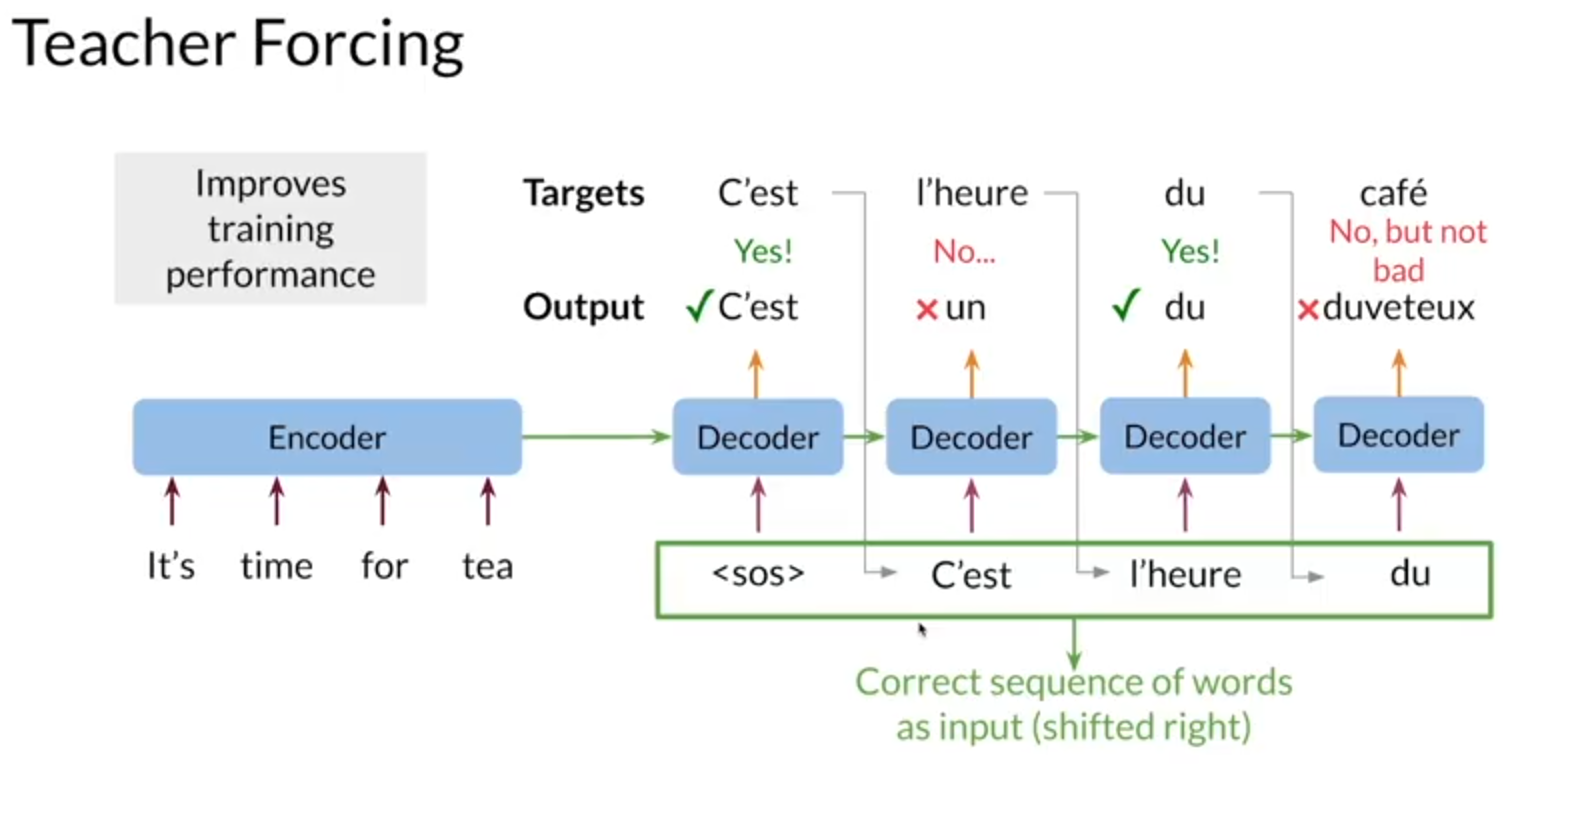 Teacher Forcing
Improves
training
performance
Targets C'est l'heure du café
Yes! No... Yes! No, but not
bad
Output ✓C'est ×un ✓ du ×duveteux
Encoder Decoder Decoder Decoder Decoder
It's time for tea <sos> C'est l'heure du
Correct sequence of words
as input (shifted right)